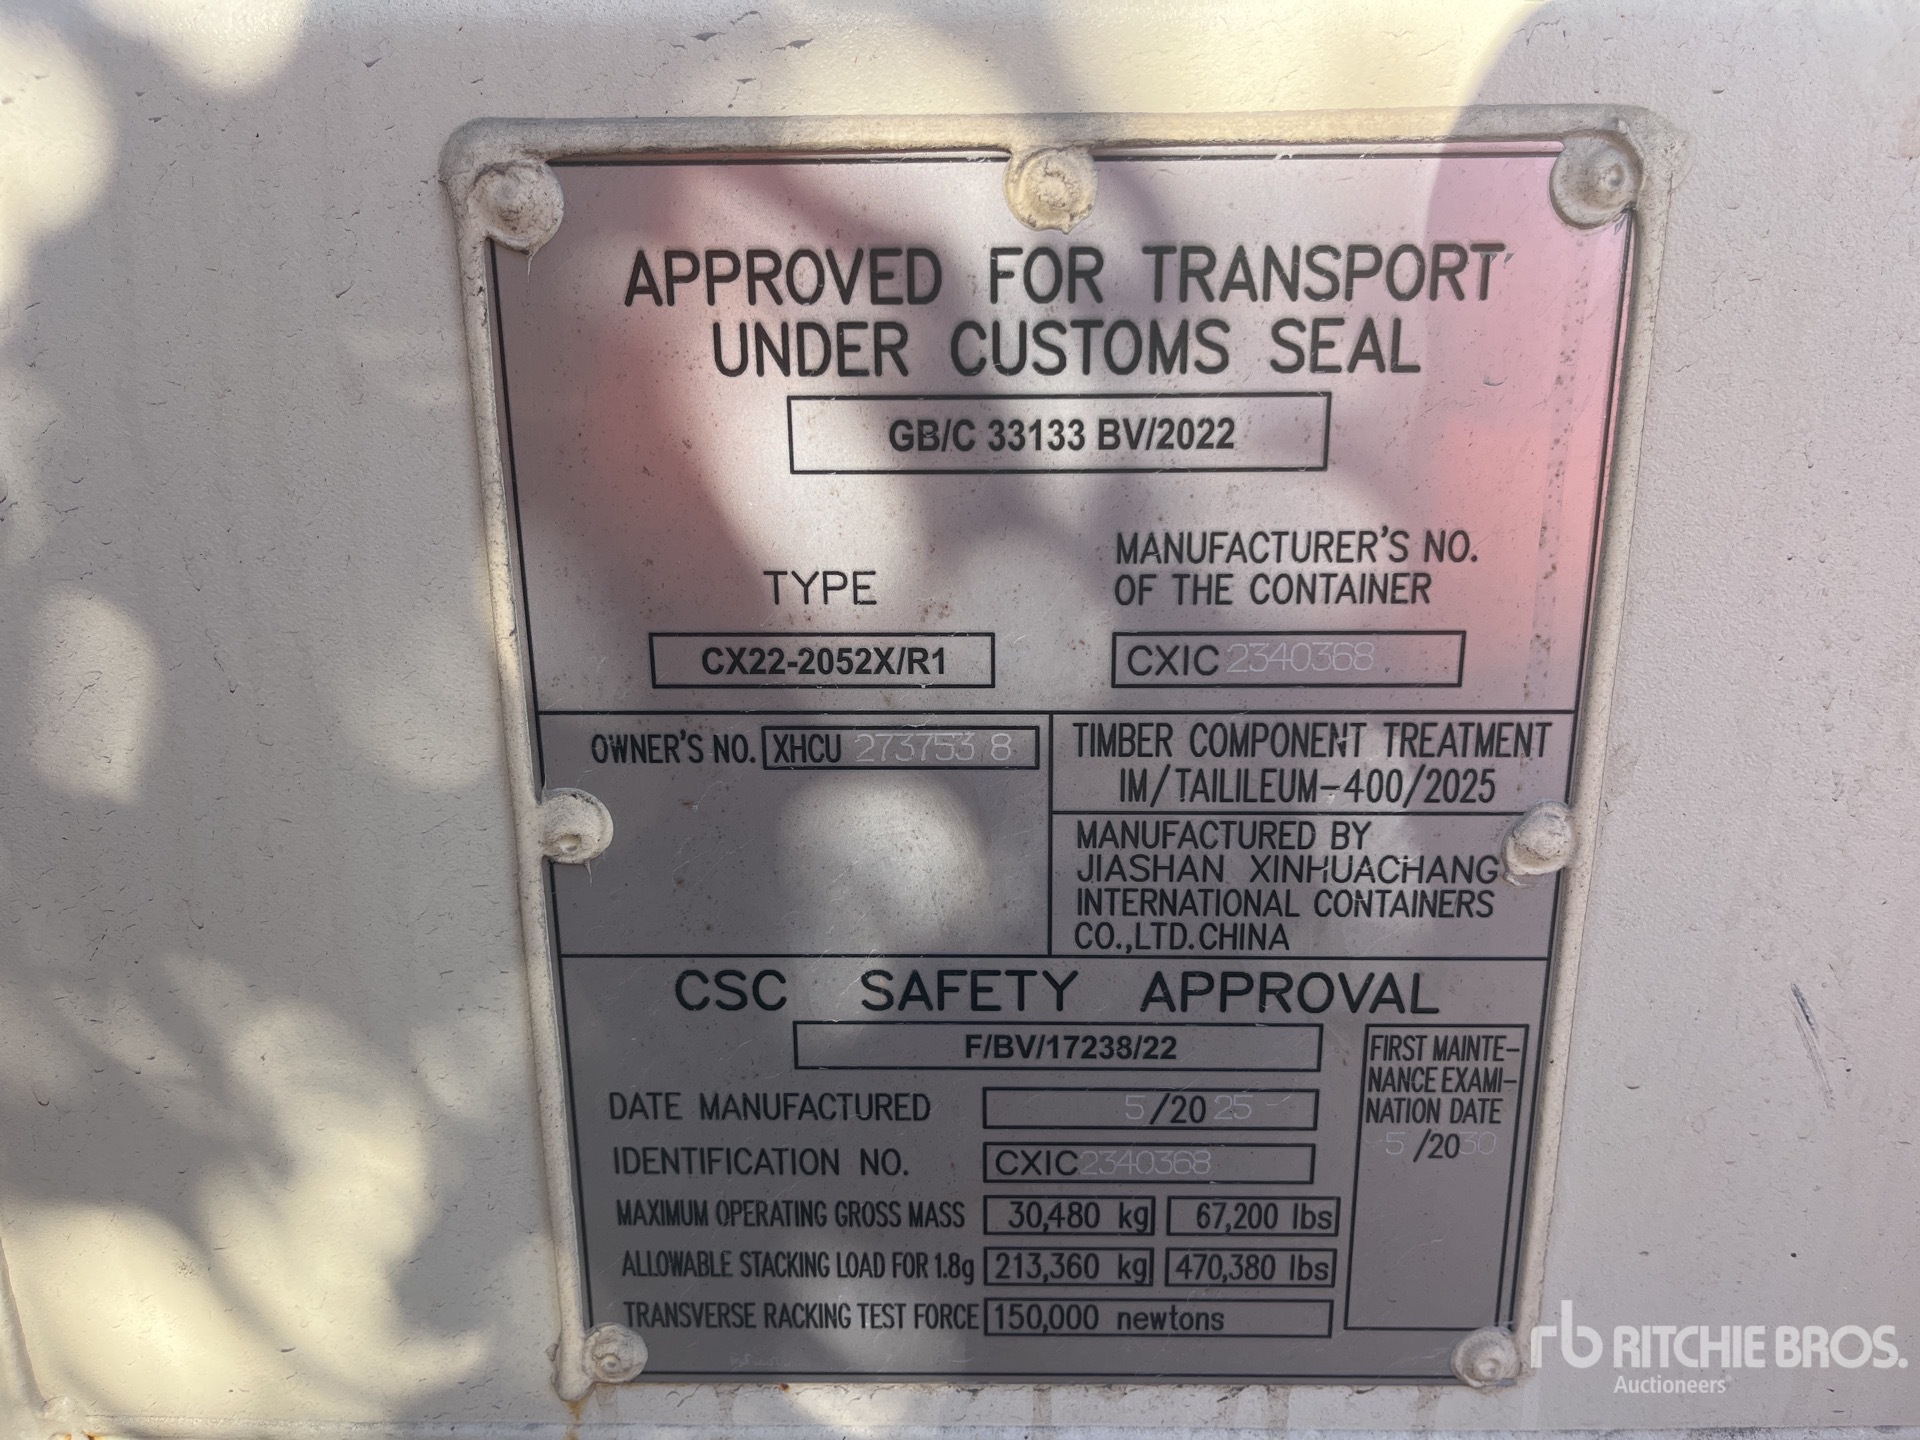 APPROVED FOR TRANSPORT
UNDER CUSTOMS SEAL
GB/C 33133 BV/2022
TYPE
CX22-2052X/R1
MANUFACTURER'S NO.
OF THE CONTAINER
CXIC 2340368
OWNER'S NO. XHCU 273753 8
TIMBER COMPONENT TREATMENT
IM/TAILILEUM-400/2025
MANUFACTURED BY
JIASHAN XINHUACHANG
INTERNATIONAL CONTAINERS
CO.,LTD.CHINA
CSC SAFETY APPROVAL
F/BV/17238/22
DATE MANUFACTURED 5/2025
IDENTIFICATION NO. CXIC2340368
MAXIMUM OPERATING GROSS MASS 30,480 kg 67,200 lbs
ALLOWABLE STACKING LOAD FOR 1.8g 213,360 kg 470,380 lbs
TRANSVERSE RACKING TEST FORCE 150,000 newtons
FIRST MAINTE-
NANCE EXAMI-
NATION DATE
5/2030
rb RITCHIE BROS.
Auctioneers